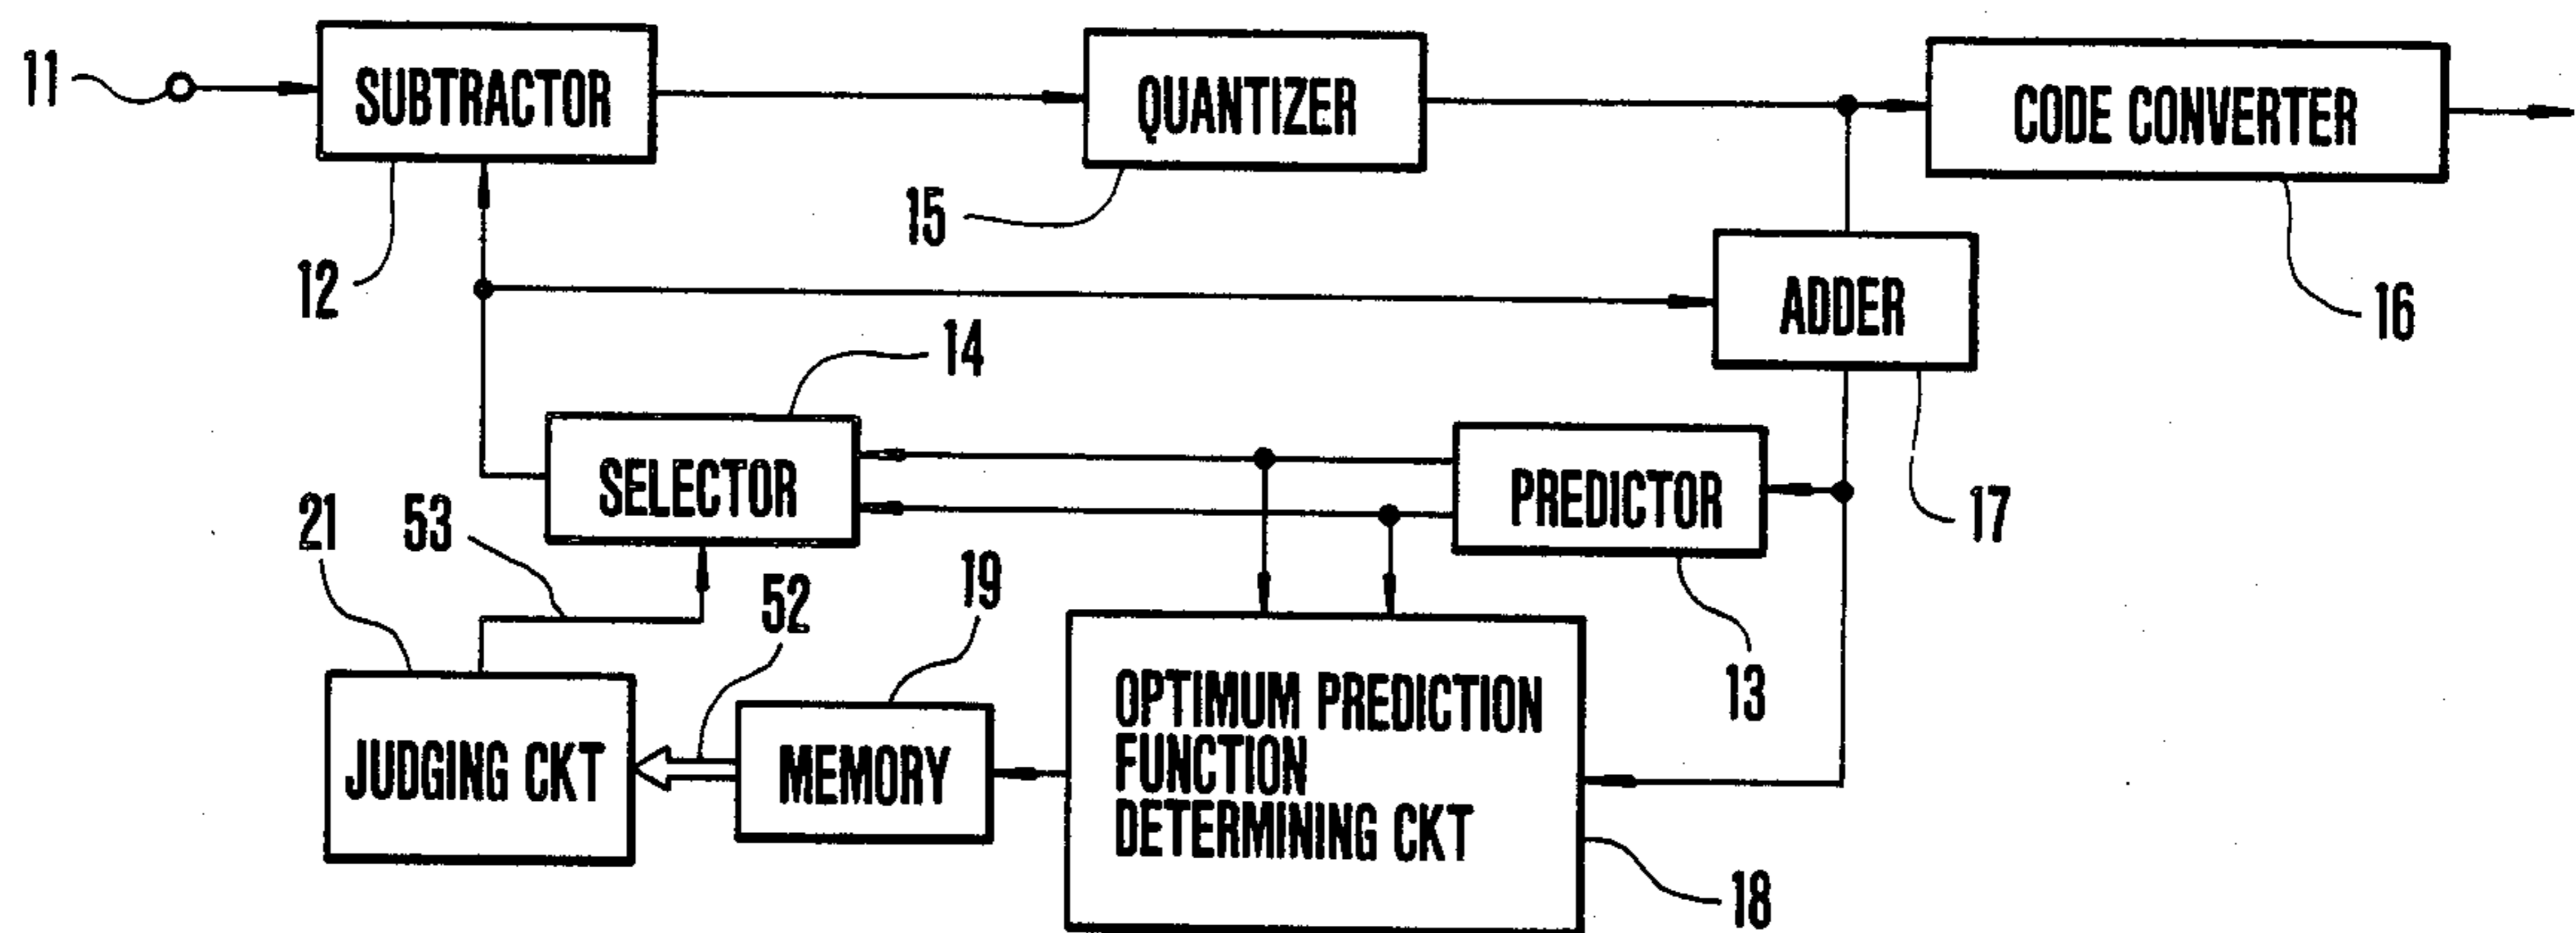 11
SUBTRACTOR
QUANTIZER
CODE CONVERTER
15
12
ADDER
16
14
SELECTOR
PREDICTOR
17
21
53
52
19
13
JUDGING CKT
MEMORY
OPTIMUM PREDICTION
FUNCTION
DETERMINING CKT
18